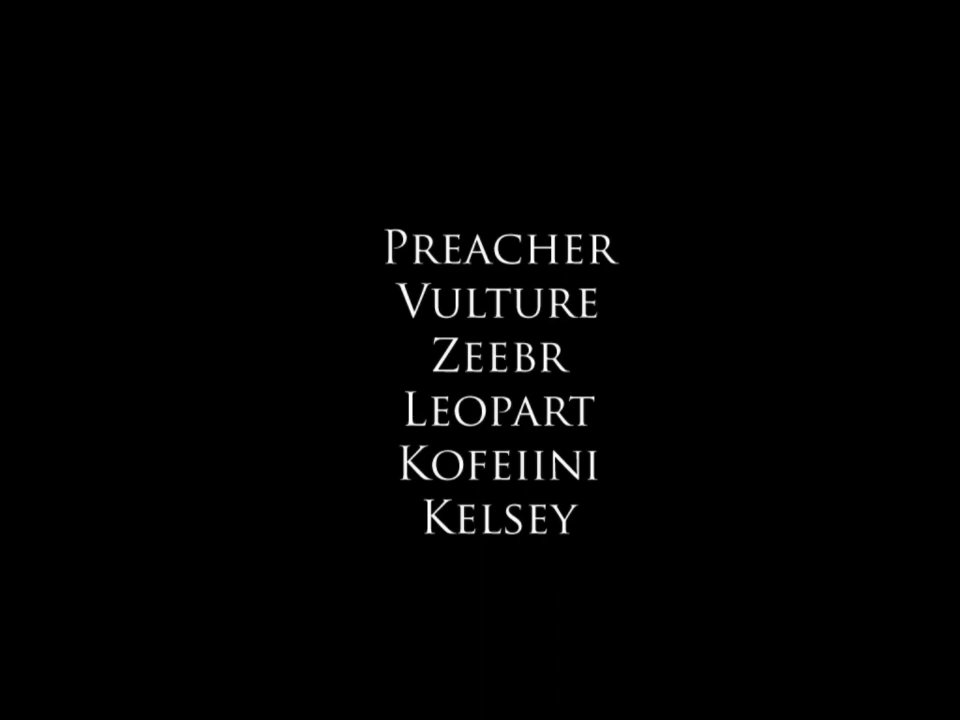 Preacher
Vulture
Zeebr
Leopart
Kofeiini
Kelsey